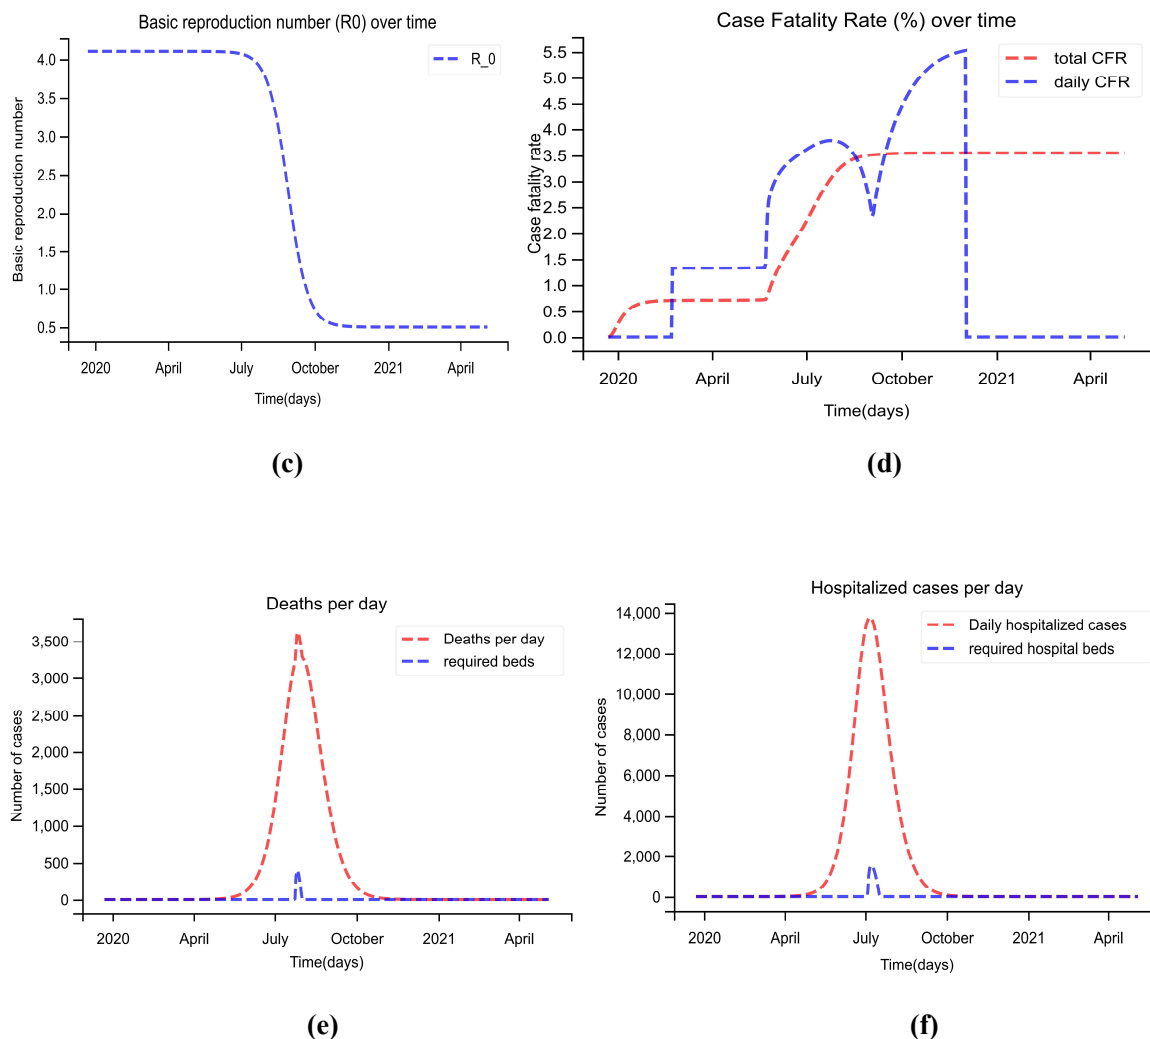 Basic reproduction number (R0) over time
R_0
Basic reproduction number
4.0
3.5
3.0
2.5
2.0
1.5
1.0
0.5
2020 April July October 2021 April
Time(days)
(c)
Case Fatality Rate (%) over time
total CFR
daily CFR
Case fatality rate
5.5
5.0
4.5
4.0
3.5
3.0
2.5
2.0
1.5
1.0
0.5
0.0
2020 April July October 2021 April
Time(days)
(d)
Deaths per day
Deaths per day
required beds
Number of cases
3,500
3,000
2,500
2,000
1,500
1,000
500
0
2020 April July October 2021 April
Time(days)
(e)
Hospitalized cases per day
Daily hospitalized cases
required hospital beds
Number of cases
14,000
12,000
10,000
8,000
6,000
4,000
2,000
0
2020 April July October 2021 April
Time(days)
(f)